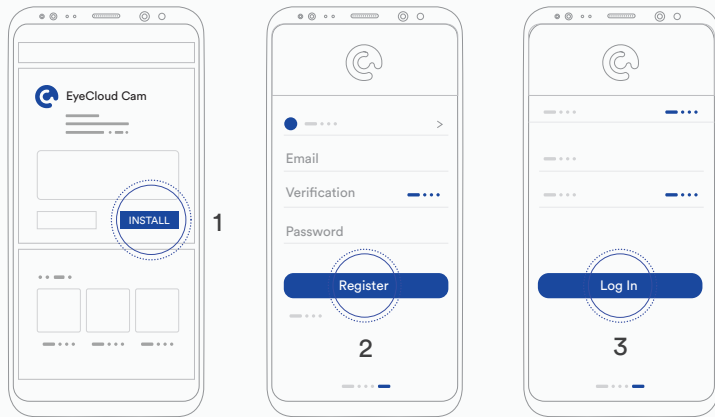 EyeCloud Cam
INSTALL
1
Email
Verification
Password
Register
2
Log In
3